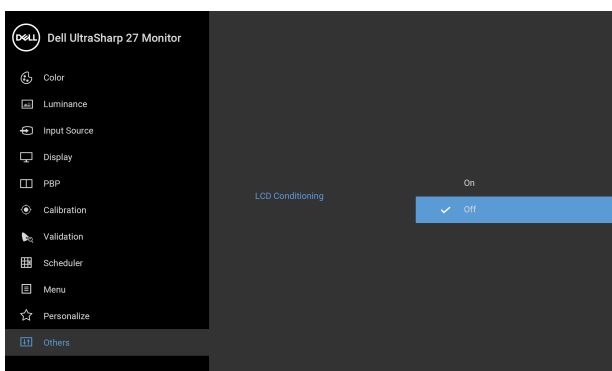 DELL
Dell UltraSharp 27 Monitor
Color
Luminance
Input Source
Display
PBP
Calibration
Validation
Scheduler
Menu
Personalize
Others
LCD Conditioning
On
Off